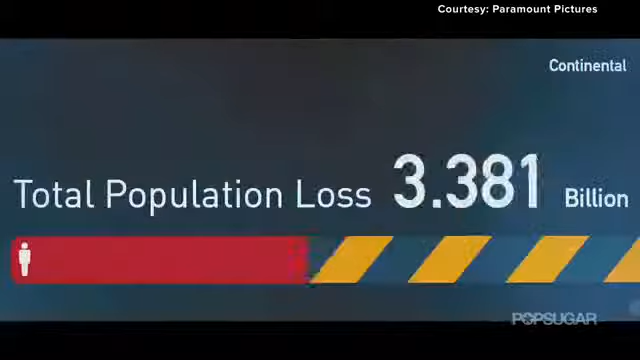 Courtesy: Paramount Pictures
Continental
Total Population Loss 3.381 Billion
POPSUGAR